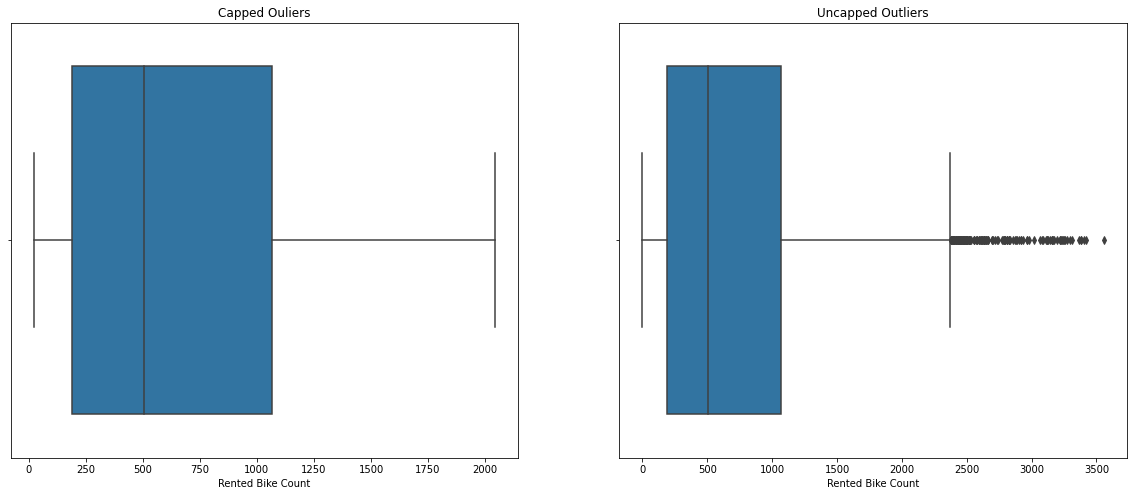 Capped Ouliers
0 250 500 750 1000 1250 1500 1750 2000
Rented Bike Count
Uncapped Outliers
0 500 1000 1500 2000 2500 3000 3500
Rented Bike Count